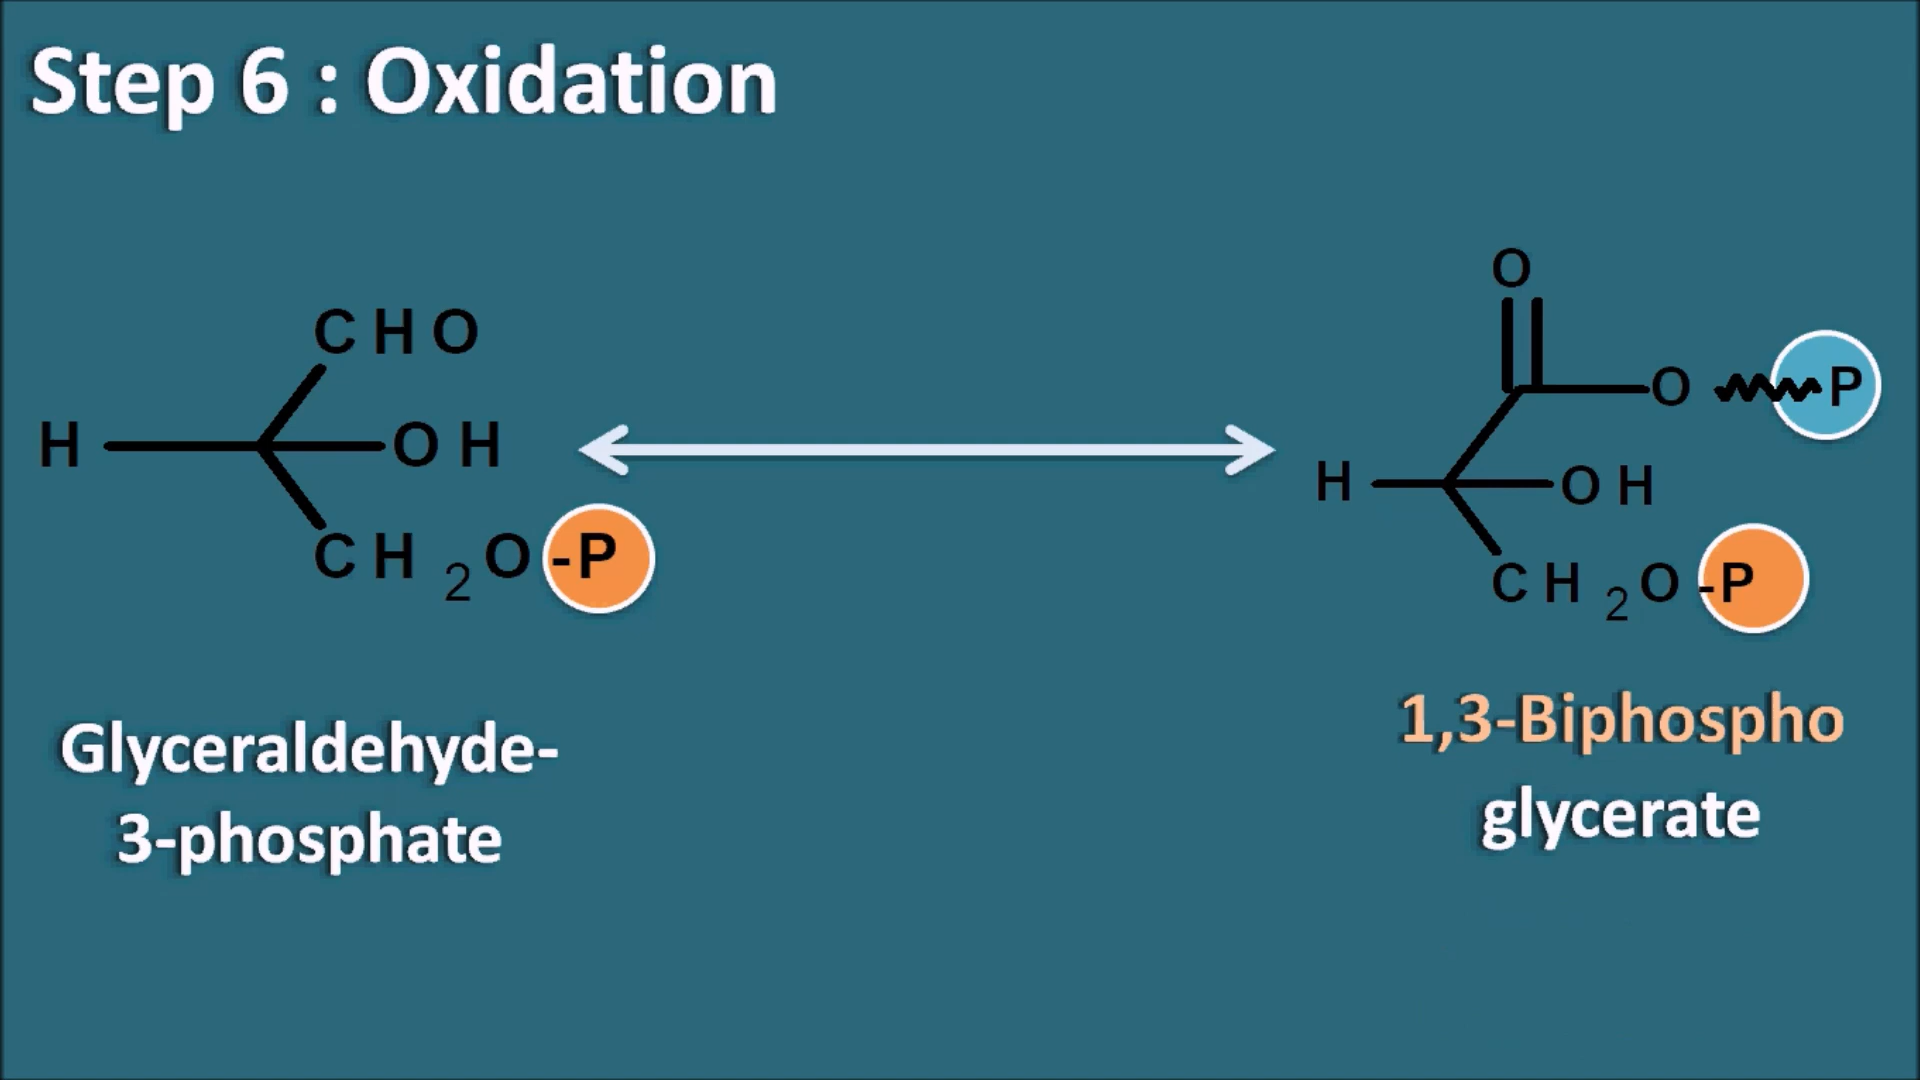 Step 6 : Oxidation
O
CHO
O P
H OH
H OH
CH2O -P
CH2O -P
Glyceraldehyde-
3-phosphate
1,3-Biphospho
glycerate